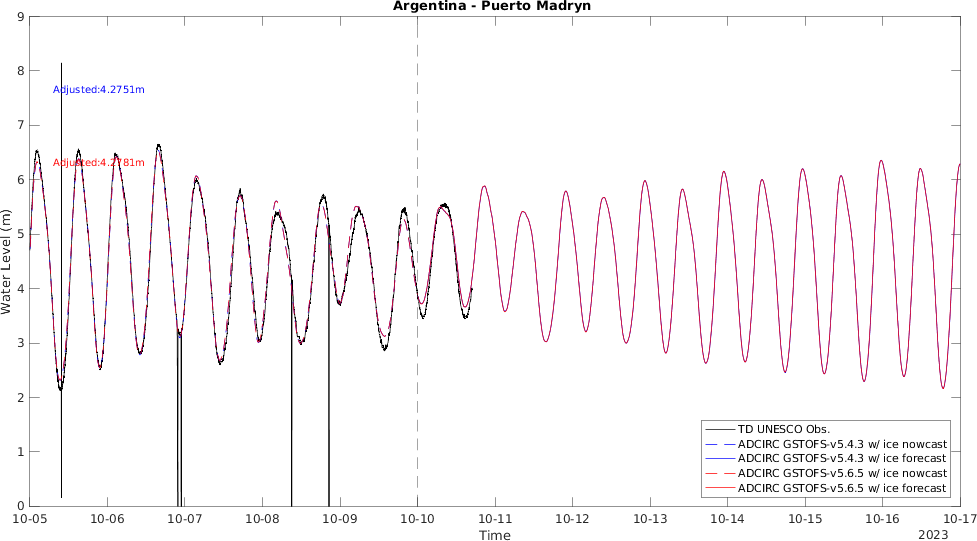 Argentina - Puerto Madryn
9
8
Adjusted:4.2751m
7
Adjusted:4.2781m
6
5
Water Level (m)
4
3
2
1
0
TD UNESCO Obs.
ADCIRC GSTOFS-v5.4.3 w/ ice nowcast
ADCIRC GSTOFS-v5.4.3 w/ ice forecast
ADCIRC GSTOFS-v5.6.5 w/ ice nowcast
ADCIRC GSTOFS-v5.6.5 w/ ice forecast
10-05 10-06 10-07 10-08 10-09 10-10 10-11 10-12 10-13 10-14 10-15 10-16 10-17
Time
2023